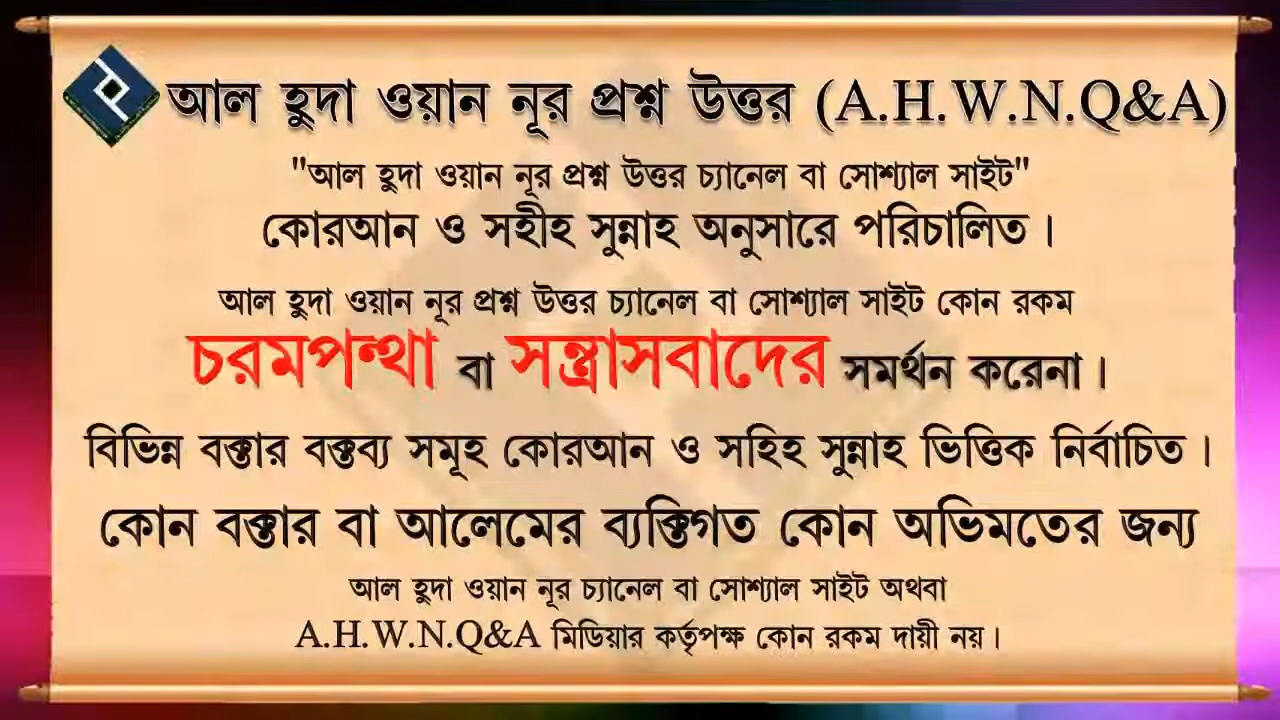 আল হুদা ওয়ান নূর প্রশ্ন উত্তর (A.H.W.N.Q&A)
"আল হুদা ওয়ান নূর প্রশ্ন উত্তর চ্যানেল বা সোশ্যাল সাইট"
কোরআন ও সহীহ সুন্নাহ অনুসারে পরিচালিত।
আল হুদা ওয়ান নূর প্রশ্ন উত্তর চ্যানেল বা সোশ্যাল সাইট কোন রকম
চরমপন্থা বা সন্ত্রাসবাদের সমর্থন করেনা।
বিভিন্ন বক্তার বক্তব্য সমূহ কোরআন ও সহিহ সুন্নাহ ভিত্তিক নির্বাচিত।
কোন বক্তার বা আলেমের ব্যক্তিগত কোন অভিমতের জন্য
আল হুদা ওয়ান নূর চ্যানেল বা সোশ্যাল সাইট অথবা
A.H.W.N.Q&A মিডিয়ার কর্তৃপক্ষ কোন রকম দায়ী নয়।